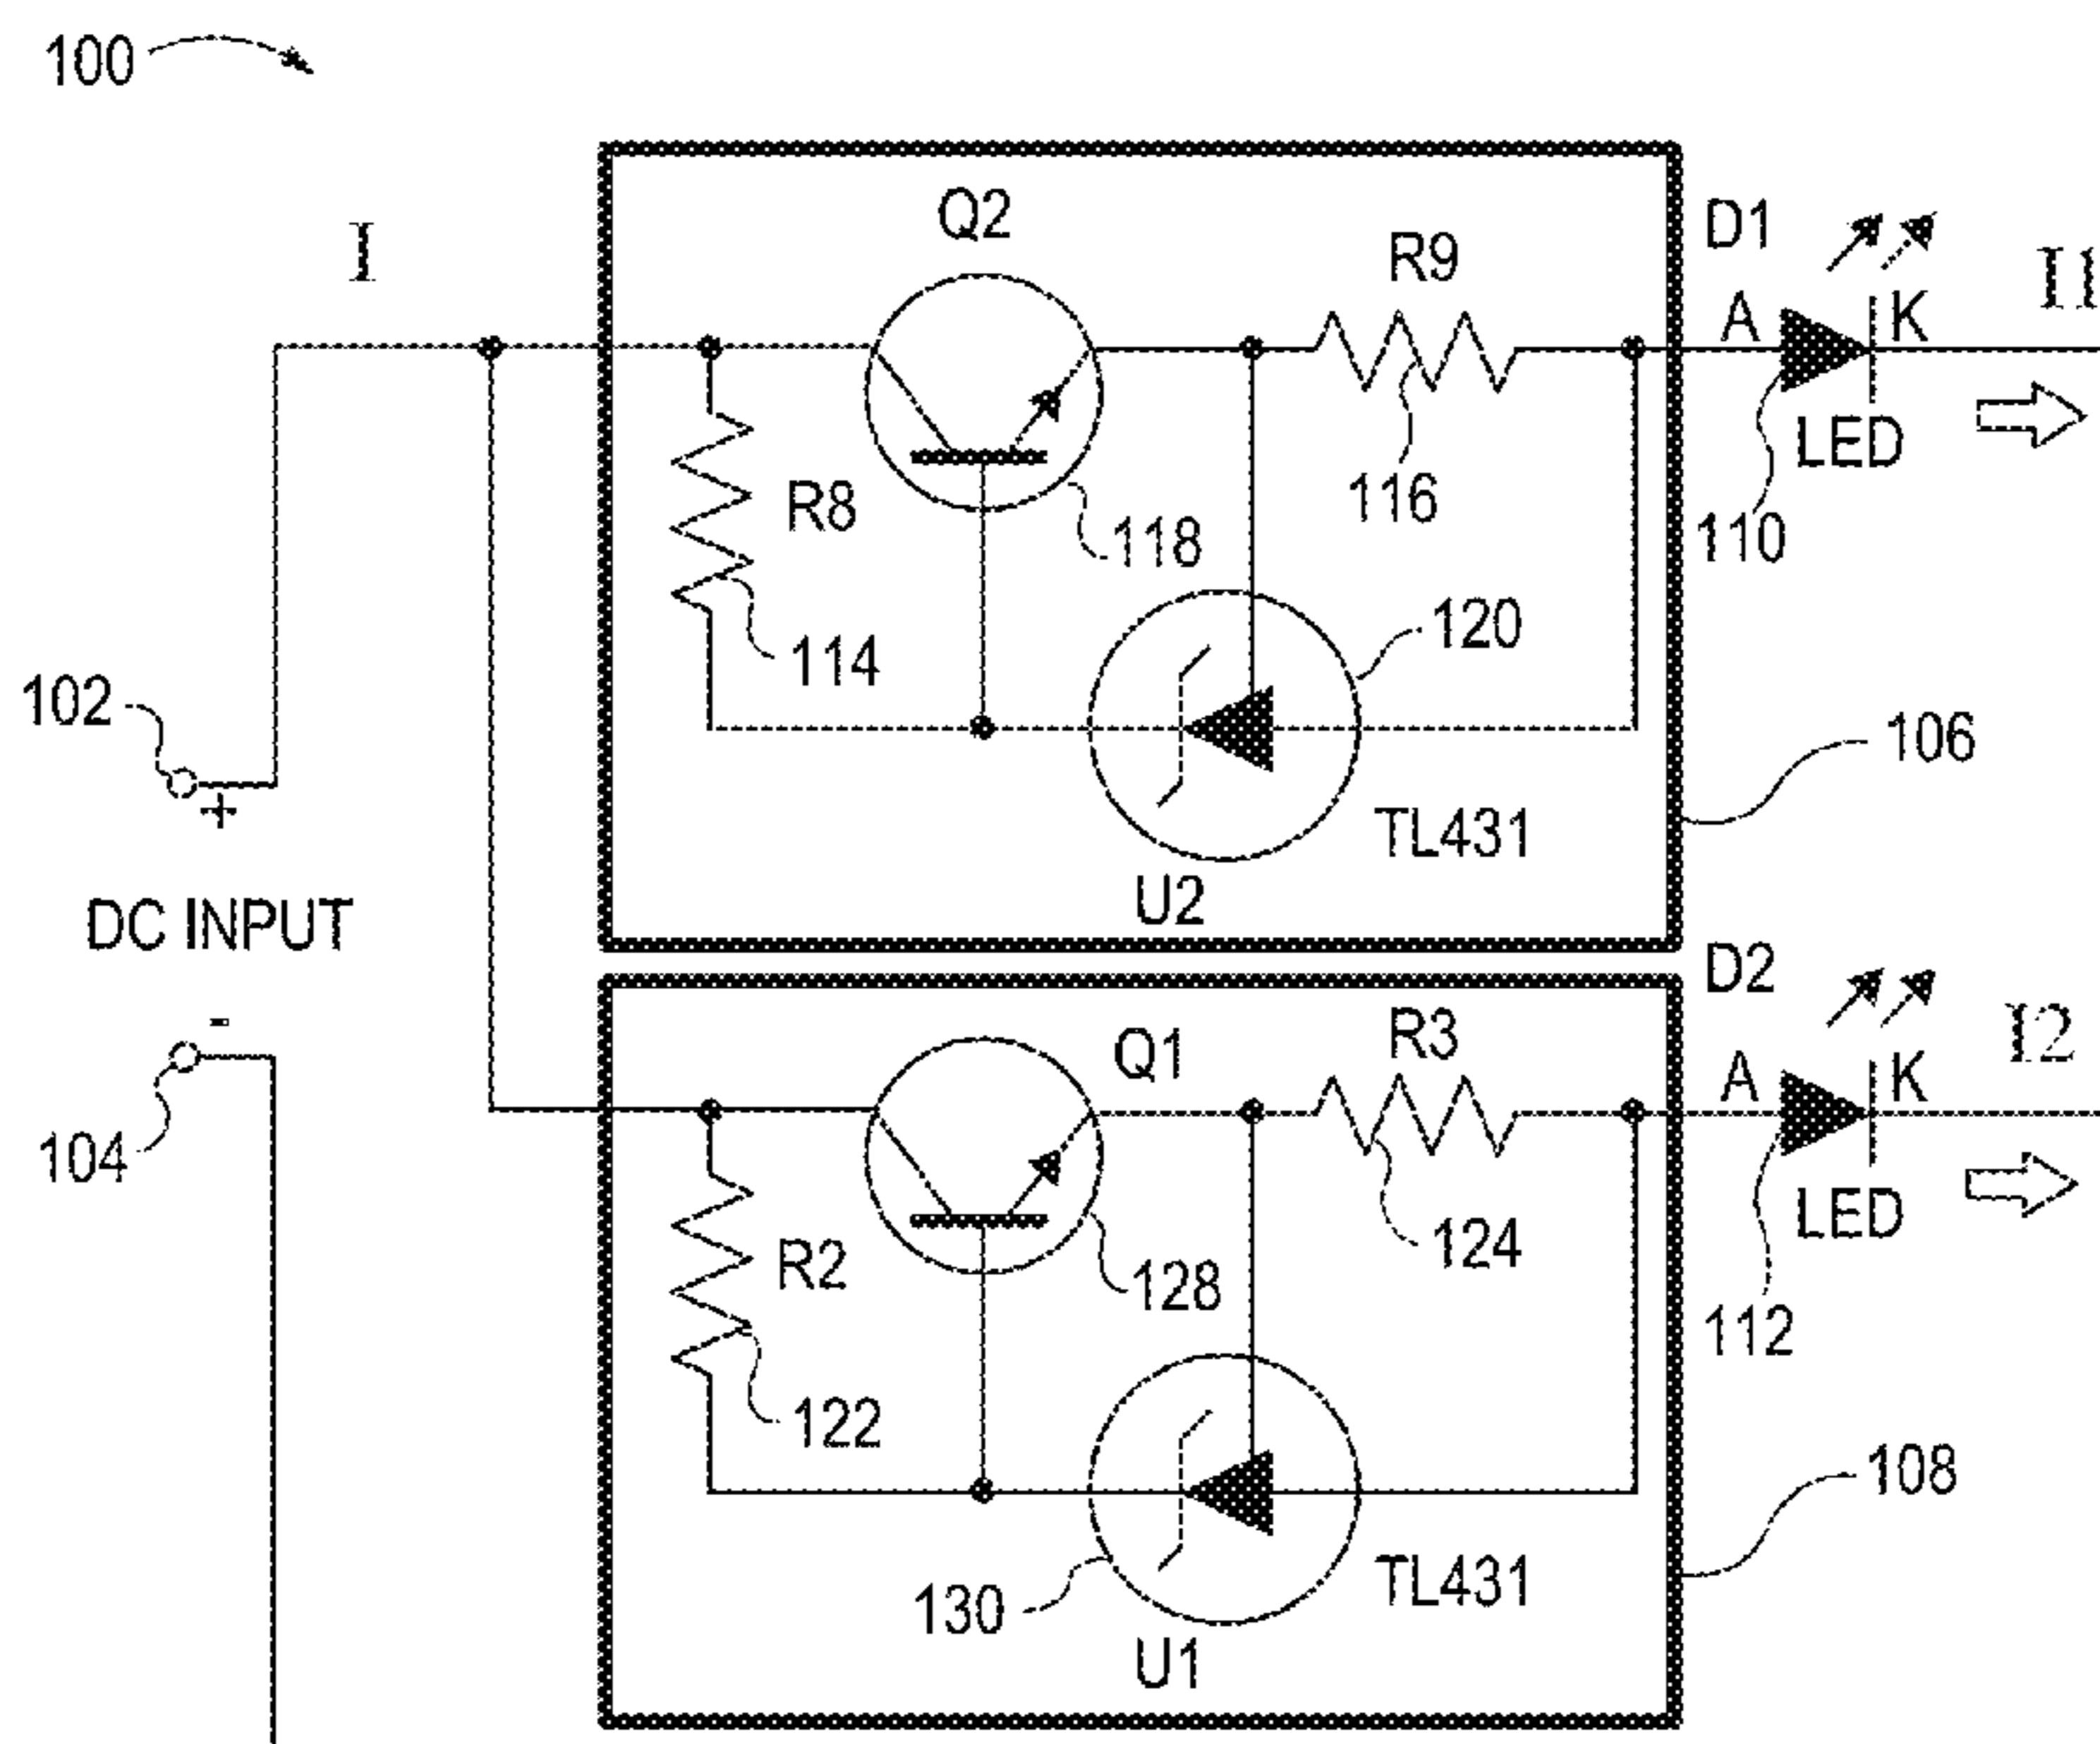 100
I
Q2
R9
D1
I1
A
K
LED
R8
116
118
110
114
120
102
+
106
TL431
U2
DC INPUT
-
D2
Q1
R3
I2
A
K
104
R2
128
124
LED
112
122
108
130
TL431
U1